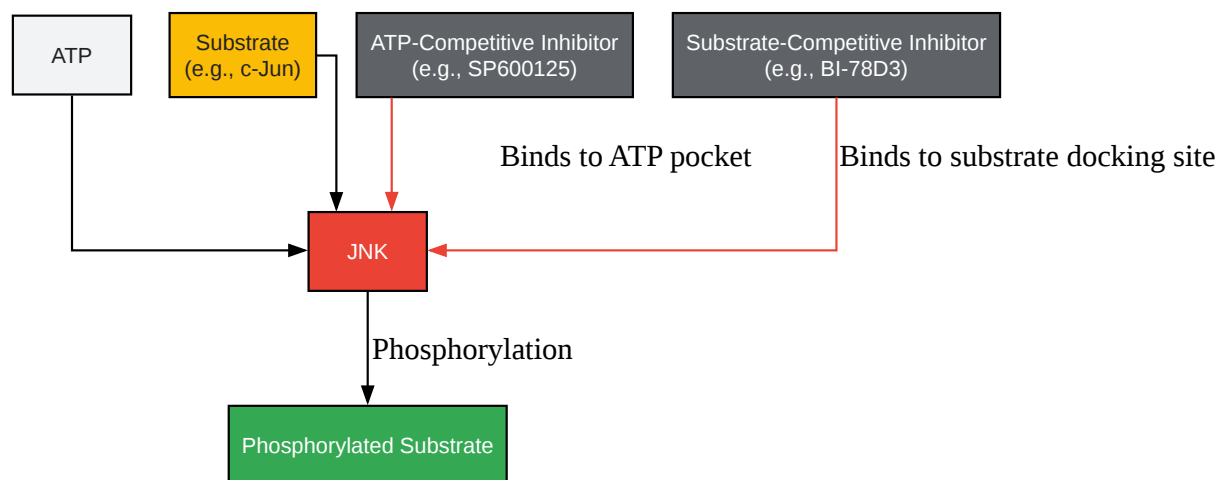 ATP
Substrate
(e.g., c-Jun)
ATP-Competitive Inhibitor
(e.g., SP600125)
Substrate-Competitive Inhibitor
(e.g., BI-78D3)
Binds to ATP pocket
Binds to substrate docking site
JNK
Phosphorylation
Phosphorylated Substrate